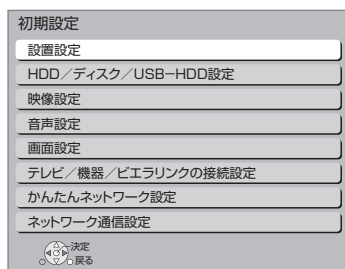 初期設定
設置設定
HDD／ディスク／USB－HDD設定
映像設定
音声設定
画面設定
テレビ／機器／ビエラリンクの接続設定
かんたんネットワーク設定
ネットワーク通信設定
決定
戻る